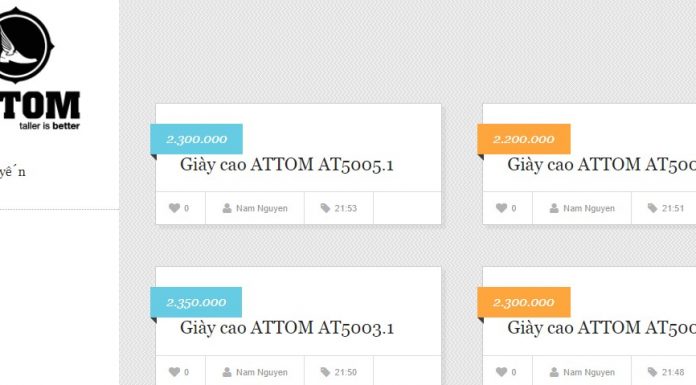 TOM
taller is better
2.300.000
Giày cao ATTOM AT5005.1
0 Nam Nguyen 21:53
2.200.000
Giày cao ATTOM AT500
0 Nam Nguyen 21:51
2.350.000
Giày cao ATTOM AT5003.1
0 Nam Nguyen 21:50
2.300.000
Giày cao ATTOM AT500
0 Nam Nguyen 21:48